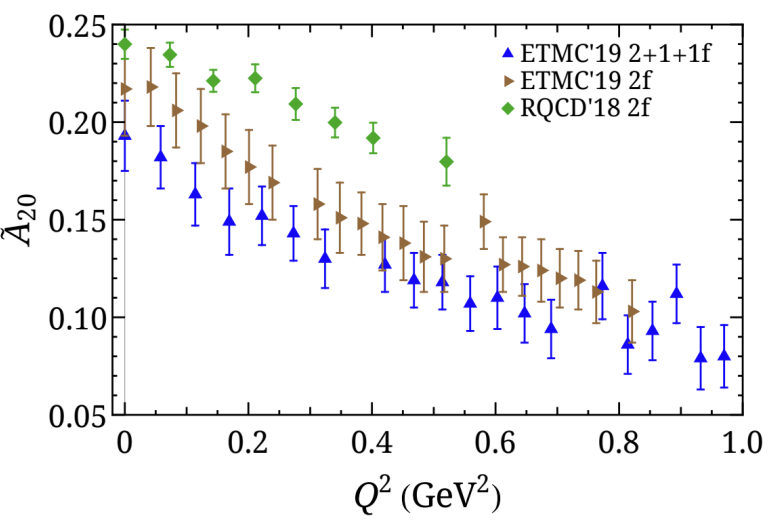 0.25
0.20
0.15
0.10
0.05
Ã₂₀
ETMC'19 2+1+1f
ETMC'19 2f
RQCD'18 2f
0 0.2 0.4 0.6 0.8 1.0
Q² (GeV²)